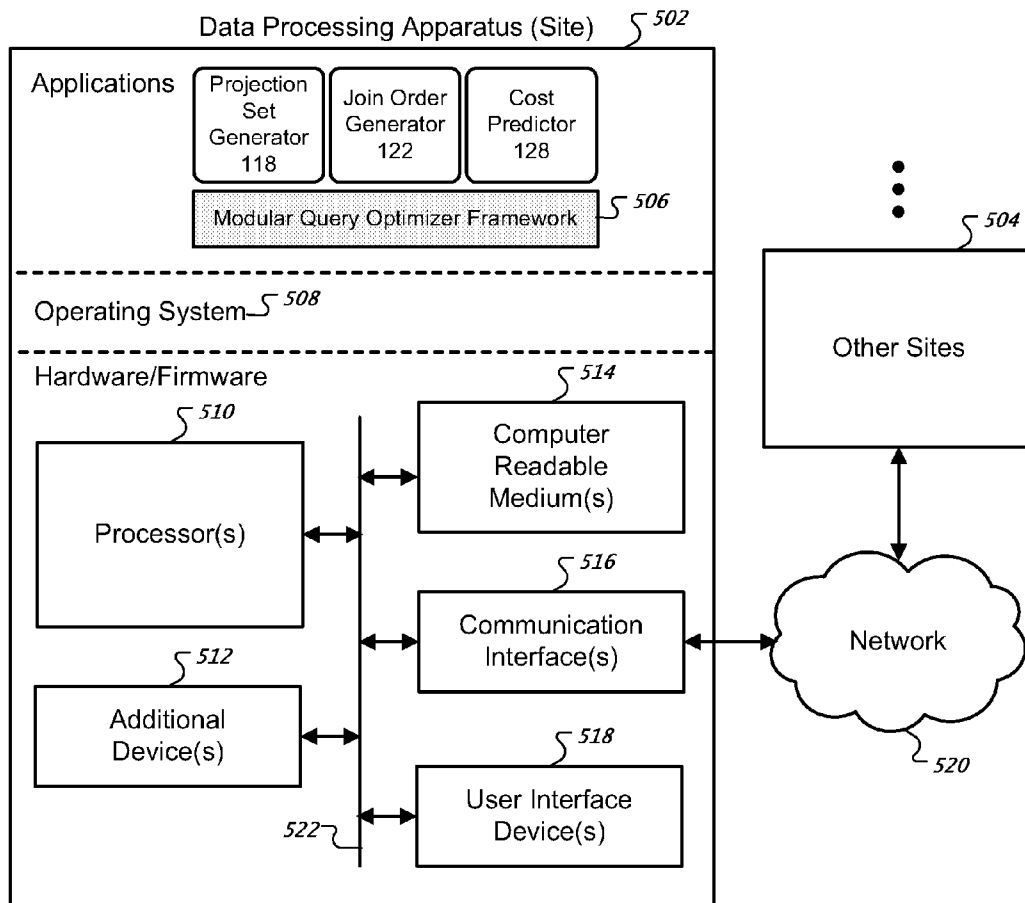 Data Processing Apparatus (Site)
502
Applications
Projection
Set
Generator
118
Join Order
Generator
122
Cost
Predictor
128
Modular Query Optimizer Framework
506
504
Operating System
508
Other Sites
Hardware/Firmware
510
Processor(s)
514
Computer
Readable
Medium(s)
516
Communication
Interface(s)
Network
520
512
Additional
Device(s)
518
User Interface
Device(s)
522